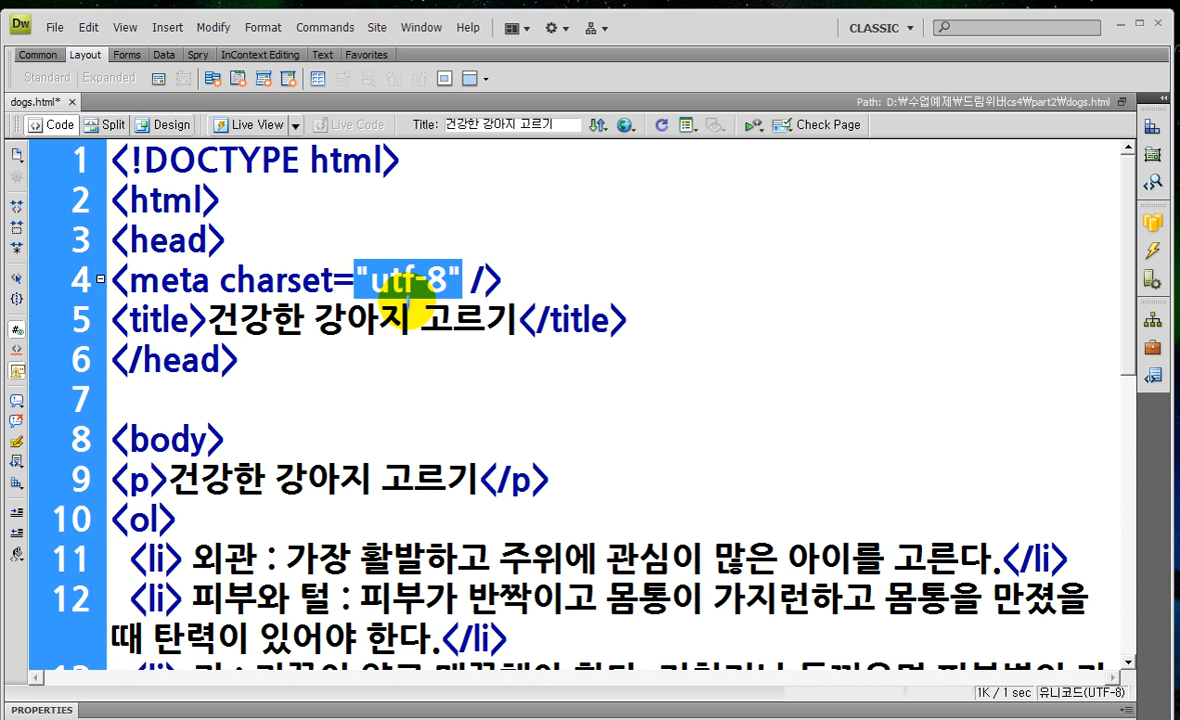 Dw File Edit View Insert Modify Format Commands Site Window Help CLASSIC
Common Layout Forms Data Spry InContext Editing Text Favorites
Standard Expanded
dogs.html* Path: D:₩수업예제₩드림위버cs4₩part2₩dogs.html
Code Split Design Live View Live Code Title: 건강한 강아지 고르기 Check Page
1 <!DOCTYPE html>
2 <html>
3 <head>
4 <meta charset="utf-8" />
5 <title>건강한 강아지 고르기</title>
6 </head>
7
8 <body>
9 <p>건강한 강아지 고르기</p>
10 <ol>
11 <li> 외관 : 가장 활발하고 주위에 관심이 많은 아이를 고른다.</li>
12 <li> 피부와 털 : 피부가 반짝이고 몸통이 가지런하고 몸통을 만졌을
때 탄력이 있어야 한다.</li>
1K / 1 sec 유니코드(UTF-8)
PROPERTIES